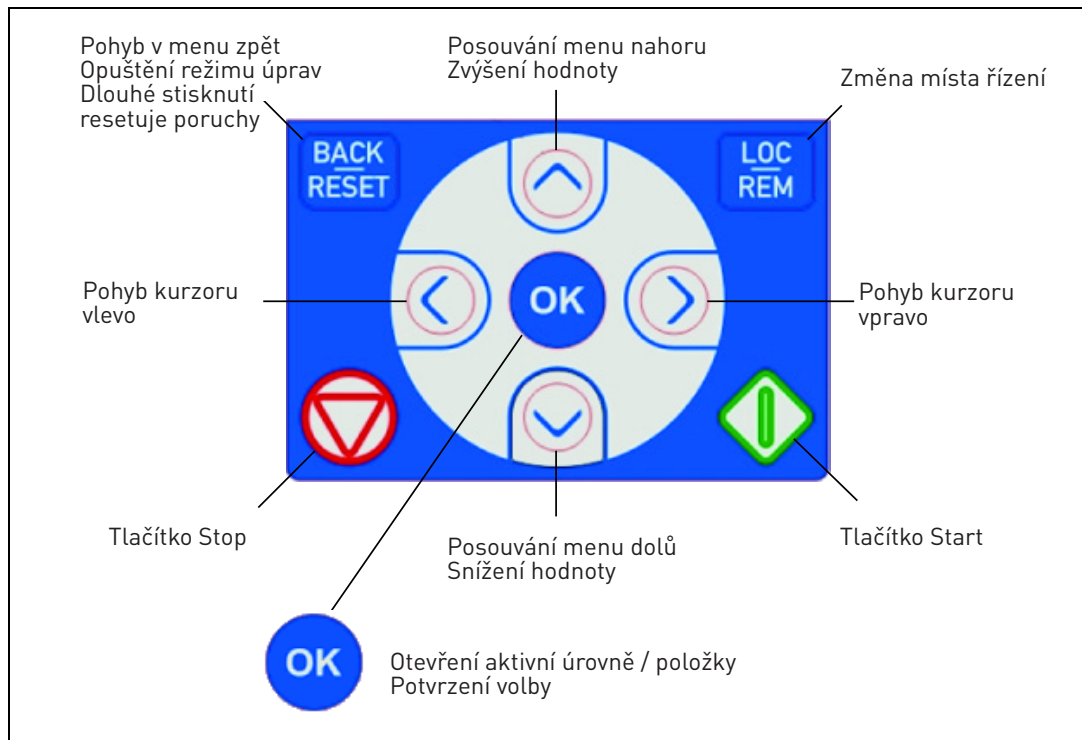 Pohyb v menu zpět
Opuštění režimu úprav
Dlouhé stisknutí
resetuje poruchy
Posouvání menu nahoru
Zvýšení hodnoty
Změna místa řízení
BACK
RESET
LOC
REM
Pohyb kurzoru
vlevo
OK
Pohyb kurzoru
vpravo
Tlačítko Stop
Posouvání menu dolů
Snížení hodnoty
Tlačítko Start
OK
Otevření aktivní úrovně / položky
Potvrzení volby